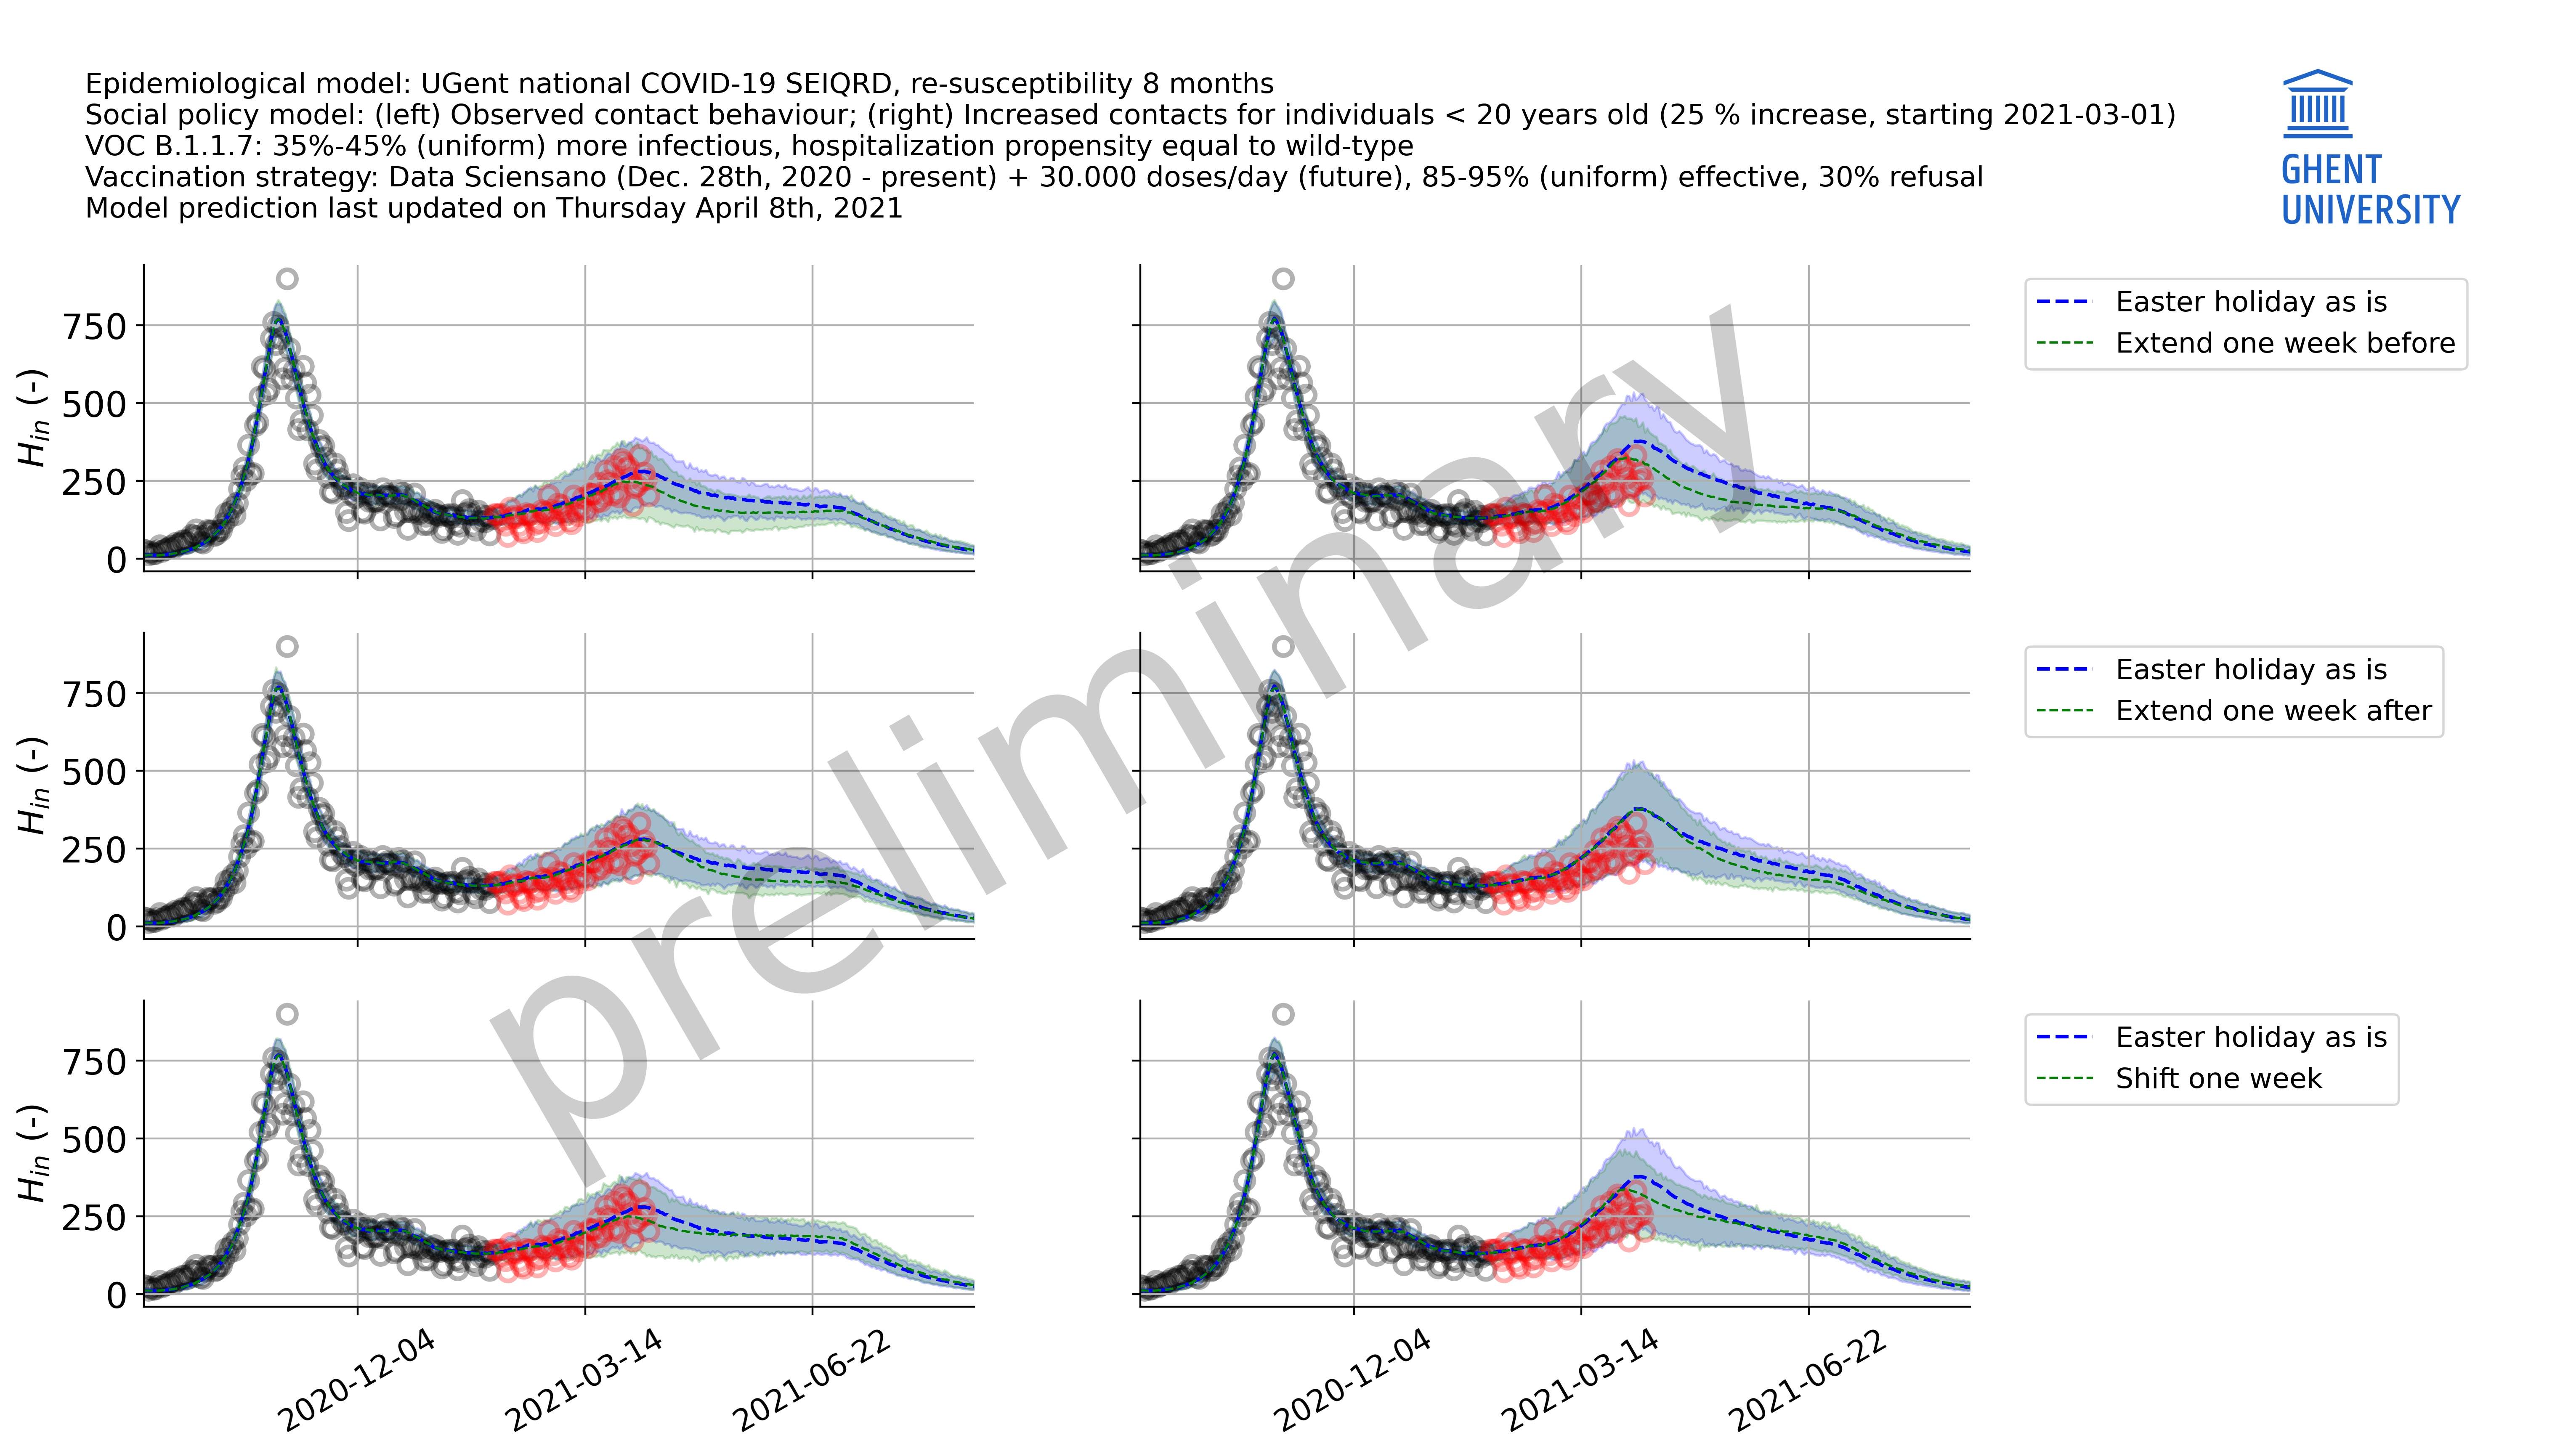 Epidemiological model: UGent national COVID-19 SEIQRD, re-susceptibility 8 months
Social policy model: (left) Observed contact behaviour; (right) Increased contacts for individuals < 20 years old (25 % increase, starting 2021-03-01)
VOC B.1.1.7: 35%-45% (uniform) more infectious, hospitalization propensity equal to wild-type
Vaccination strategy: Data Sciensano (Dec. 28th, 2020 - present) + 30.000 doses/day (future), 85-95% (uniform) effective, 30% refusal
Model prediction last updated on Thursday April 8th, 2021
GHENT
UNIVERSITY
H_in (-)
750
500
250
0
Easter holiday as is
Extend one week before
H_in (-)
750
500
250
0
Easter holiday as is
Extend one week after
H_in (-)
750
500
250
0
Easter holiday as is
Shift one week
2020-12-04
2021-03-14
2021-06-22
2020-12-04
2021-03-14
2021-06-22
preliminary